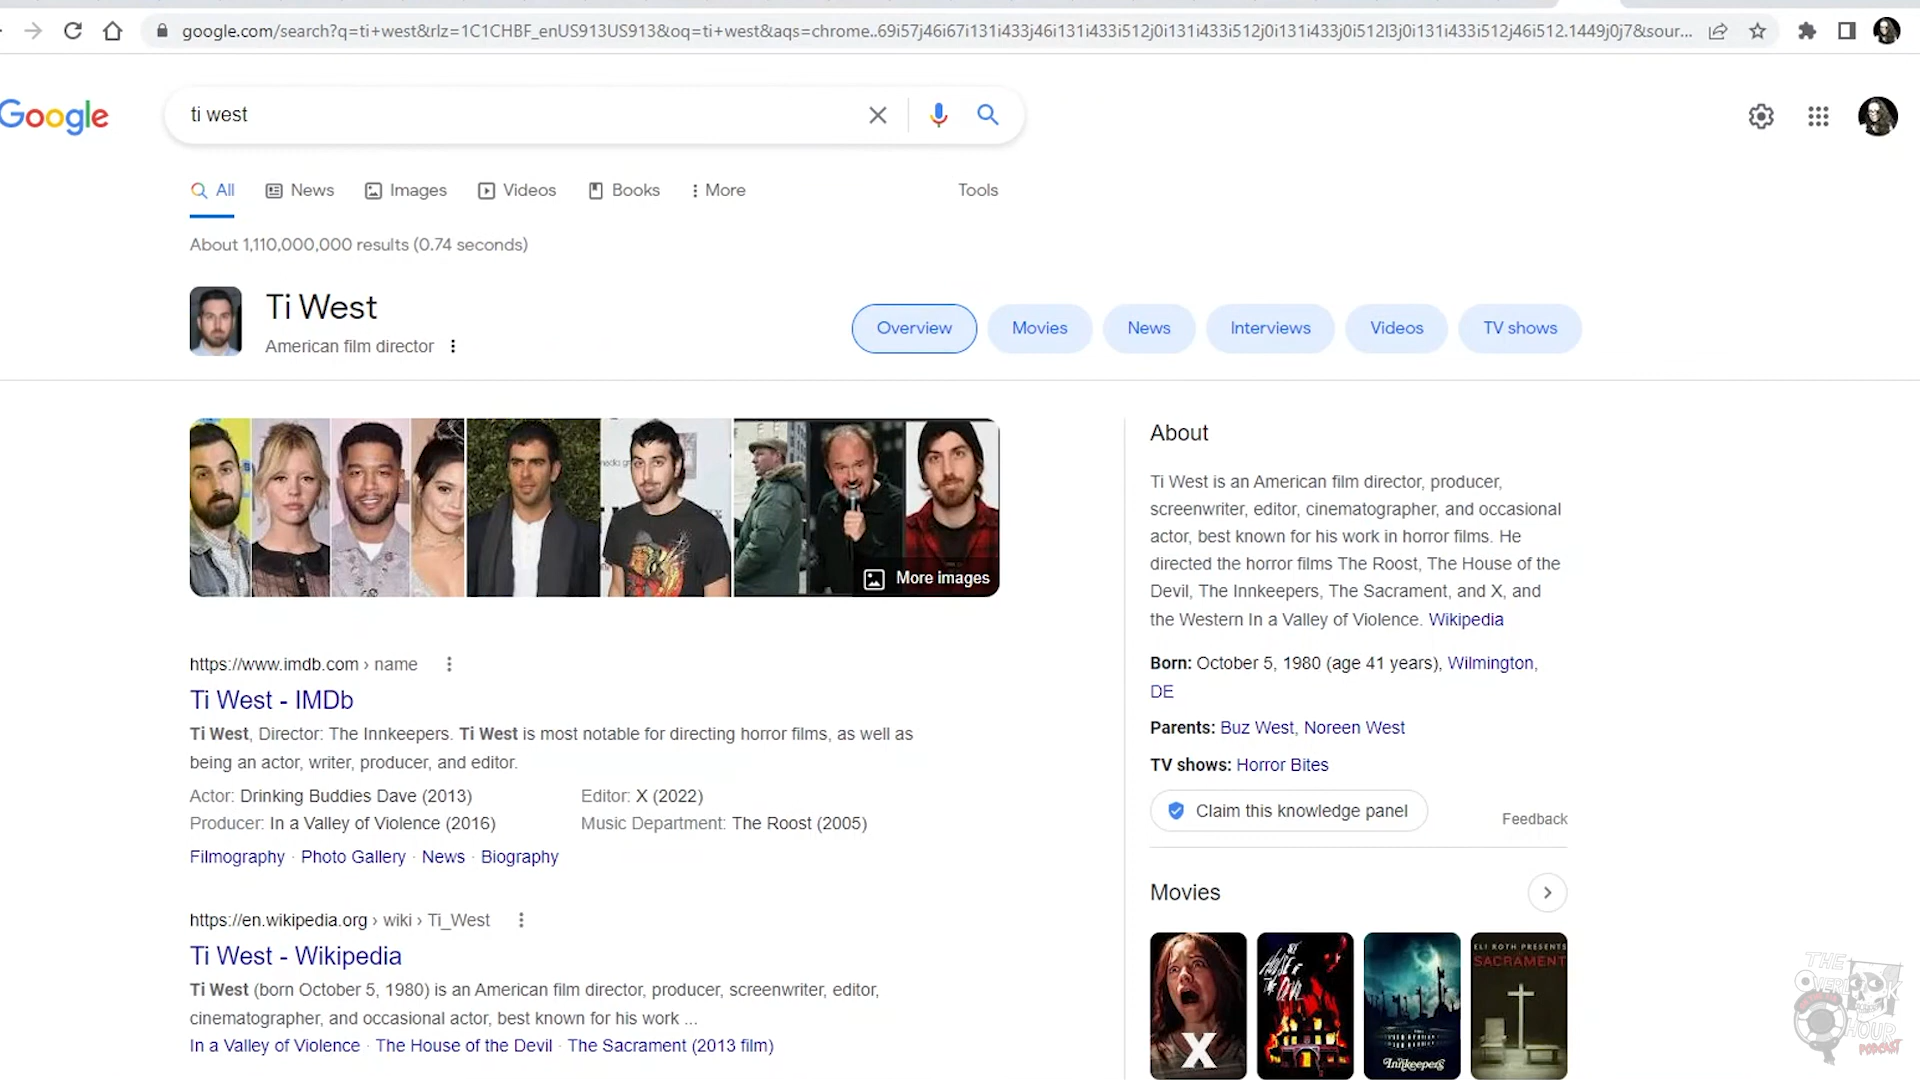 google.com/search?q=ti+west&rlz=1C1CHBF_enUS913US913&oq=ti+west&aqs=chrome..69i57j46i67i131i433j46i131i433i512j0i131i433i512j0i131i433j0i512l3j0i131i433i512j46i512.1449j0j7&sour...
Google
ti west
All News Images Videos Books More Tools
About 1,110,000,000 results (0.74 seconds)
Ti West
American film director
Overview Movies News Interviews Videos TV shows
More images
https://www.imdb.com › name
Ti West - IMDb
Ti West, Director: The Innkeepers. Ti West is most notable for directing horror films, as well as
being an actor, writer, producer, and editor.
Actor: Drinking Buddies Dave (2013) Editor: X (2022)
Producer: In a Valley of Violence (2016) Music Department: The Roost (2005)
Filmography · Photo Gallery · News · Biography
https://en.wikipedia.org › wiki › Ti_West
Ti West - Wikipedia
Ti West (born October 5, 1980) is an American film director, producer, screenwriter, editor,
cinematographer, and occasional actor, best known for his work ...
In a Valley of Violence · The House of the Devil · The Sacrament (2013 film)
About
Ti West is an American film director, producer,
screenwriter, editor, cinematographer, and occasional
actor, best known for his work in horror films. He
directed the horror films The Roost, The House of the
Devil, The Innkeepers, The Sacrament, and X, and
the Western In a Valley of Violence. Wikipedia
Born: October 5, 1980 (age 41 years), Wilmington,
DE
Parents: Buz West, Noreen West
TV shows: Horror Bites
Claim this knowledge panel
Feedback
Movies
X
THE HOUSE OF THE DEVIL
The Innkeepers
ELI ROTH PRESENTS
SACRAMENT
THE
OVERLOOK
HOUR
PODCAST